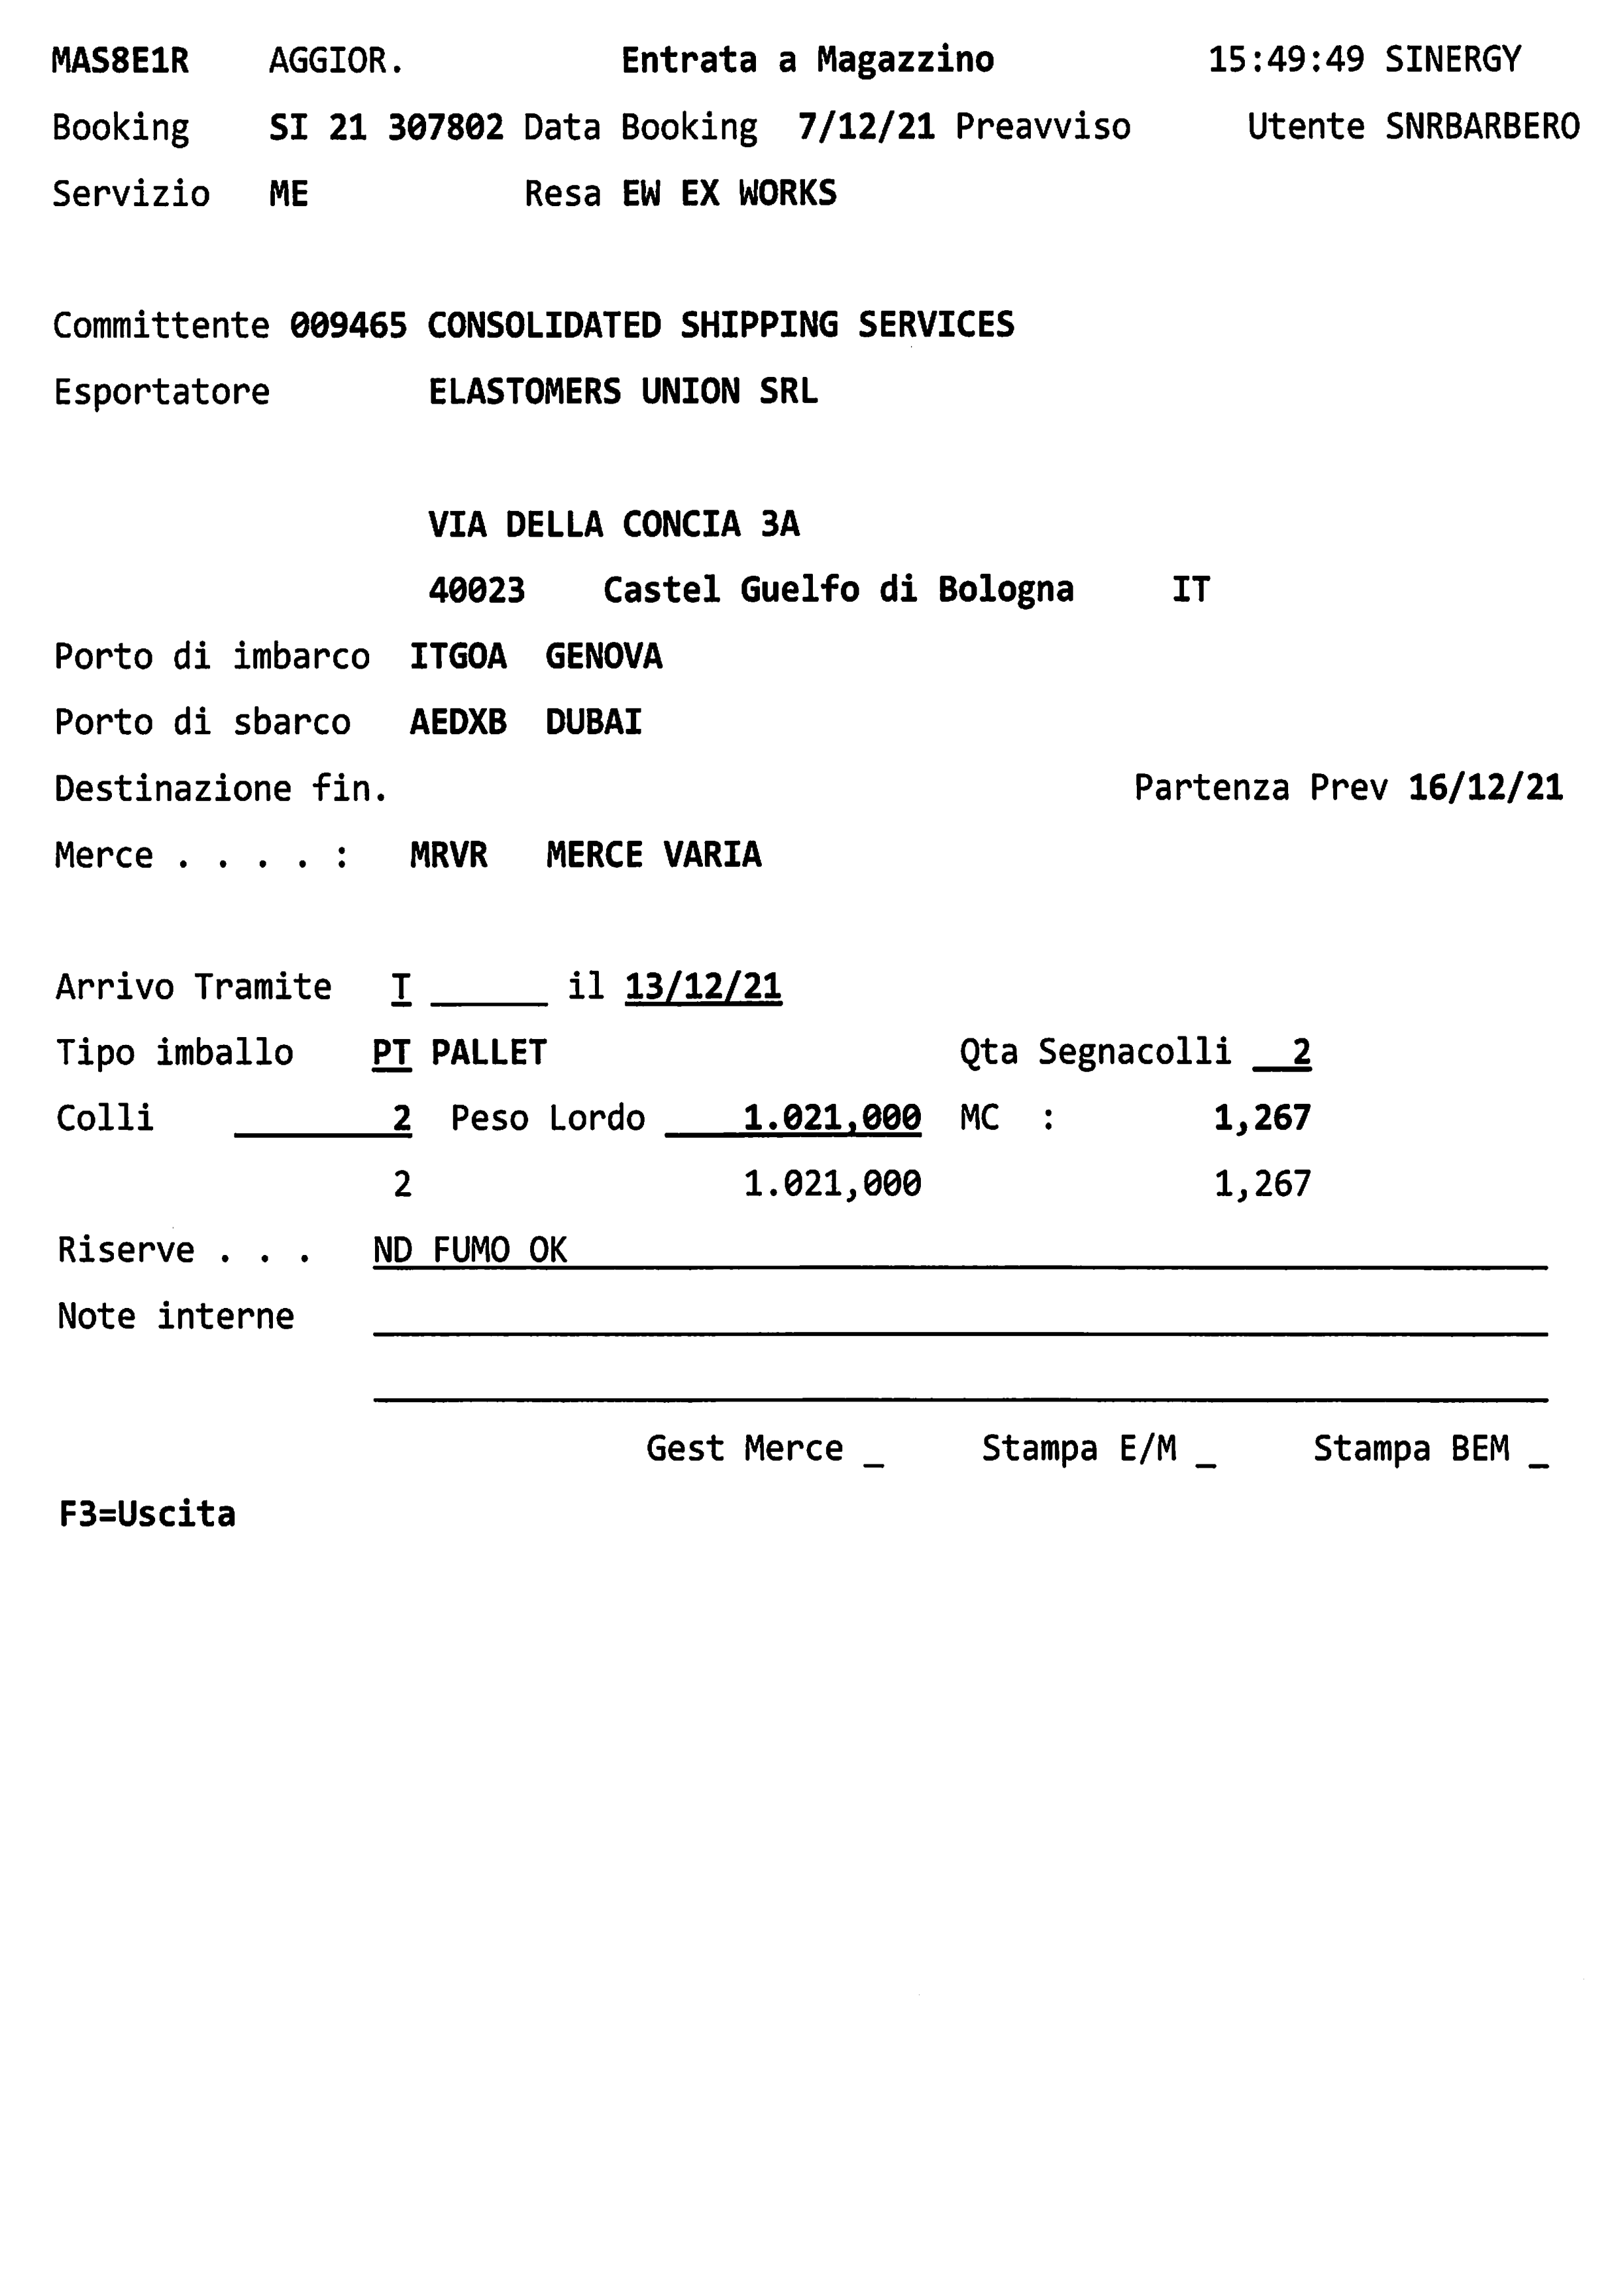 MAS8E1R AGGIOR. Entrata a Magazzino 15:49:49 SINERGY
Booking SI 21 307802 Data Booking 7/12/21 Preavviso Utente SNRBARBERO
Servizio ME Resa EW EX WORKS
Committente 009465 CONSOLIDATED SHIPPING SERVICES
Esportatore ELASTOMERS UNION SRL
VIA DELLA CONCIA 3A
40023 Castel Guelfo di Bologna IT
Porto di imbarco ITGOA GENOVA
Porto di sbarco AEDXB DUBAI
Destinazione fin. Partenza Prev 16/12/21
Merce . . . . : MRVR MERCE VARIA
Arrivo Tramite T ______ il 13/12/21
Tipo imballo PT PALLET Qta Segnacolli 2
Colli 2 Peso Lordo 1.021,000 MC : 1,267
2 1.021,000 1,267
Riserve . . . ND FUMO OK
Note interne
Gest Merce _ Stampa E/M _ Stampa BEM _
F3=Uscita